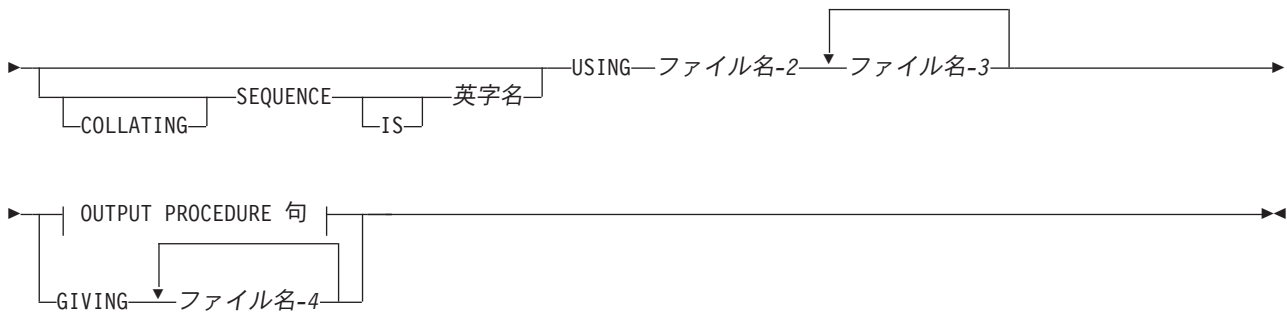 USING ファイル名-2 ファイル名-3
SEQUENCE 英字名
COLLATING IS
OUTPUT PROCEDURE 句
GIVING ファイル名-4